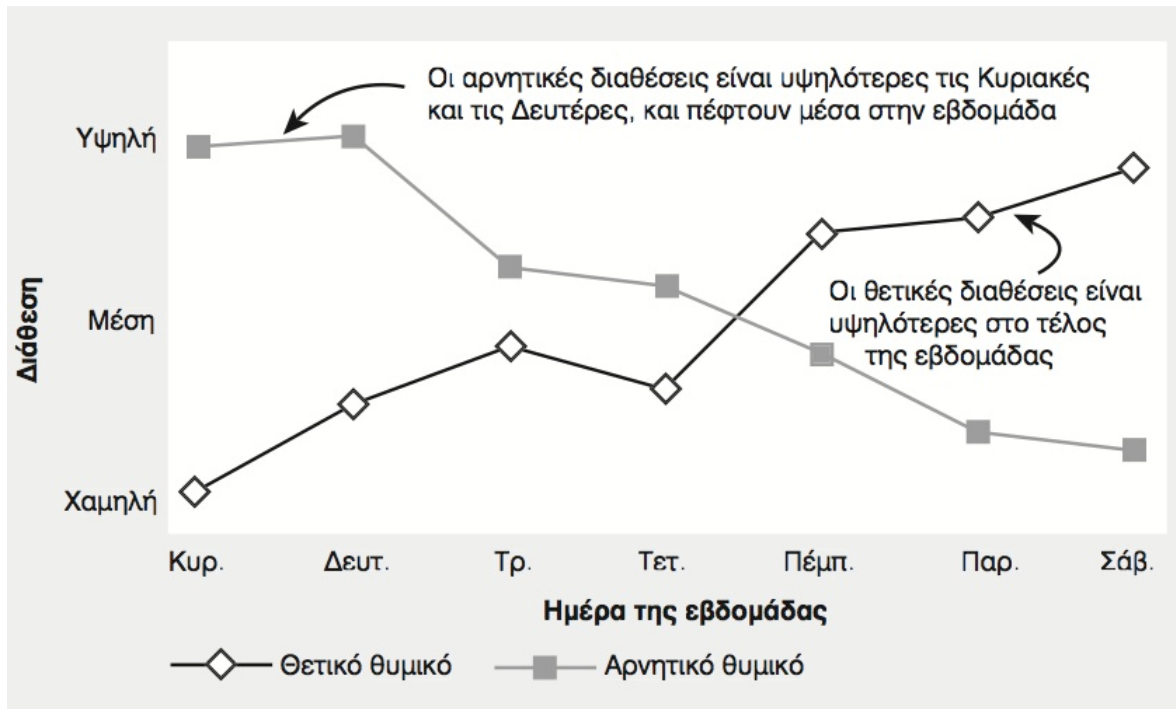 Οι αρνητικές διαθέσεις είναι υψηλότερες τις Κυριακές
και τις Δευτέρες, και πέφτουν μέσα στην εβδομάδα
Υψηλή
Μέση
Χαμηλή
Διάθεση
Οι θετικές διαθέσεις είναι
υψηλότερες στο τέλος
της εβδομάδας
Κυρ. Δευτ. Τρ. Τετ. Πέμπ. Παρ. Σάβ.
Ημέρα της εβδομάδας
Θετικό θυμικό Αρνητικό θυμικό